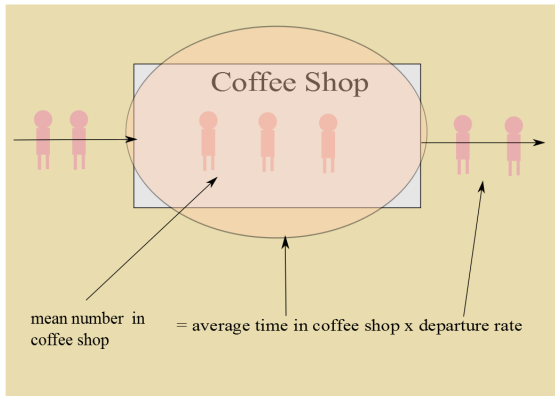 Coffee Shop
mean number in
coffee shop
= average time in coffee shop x departure rate